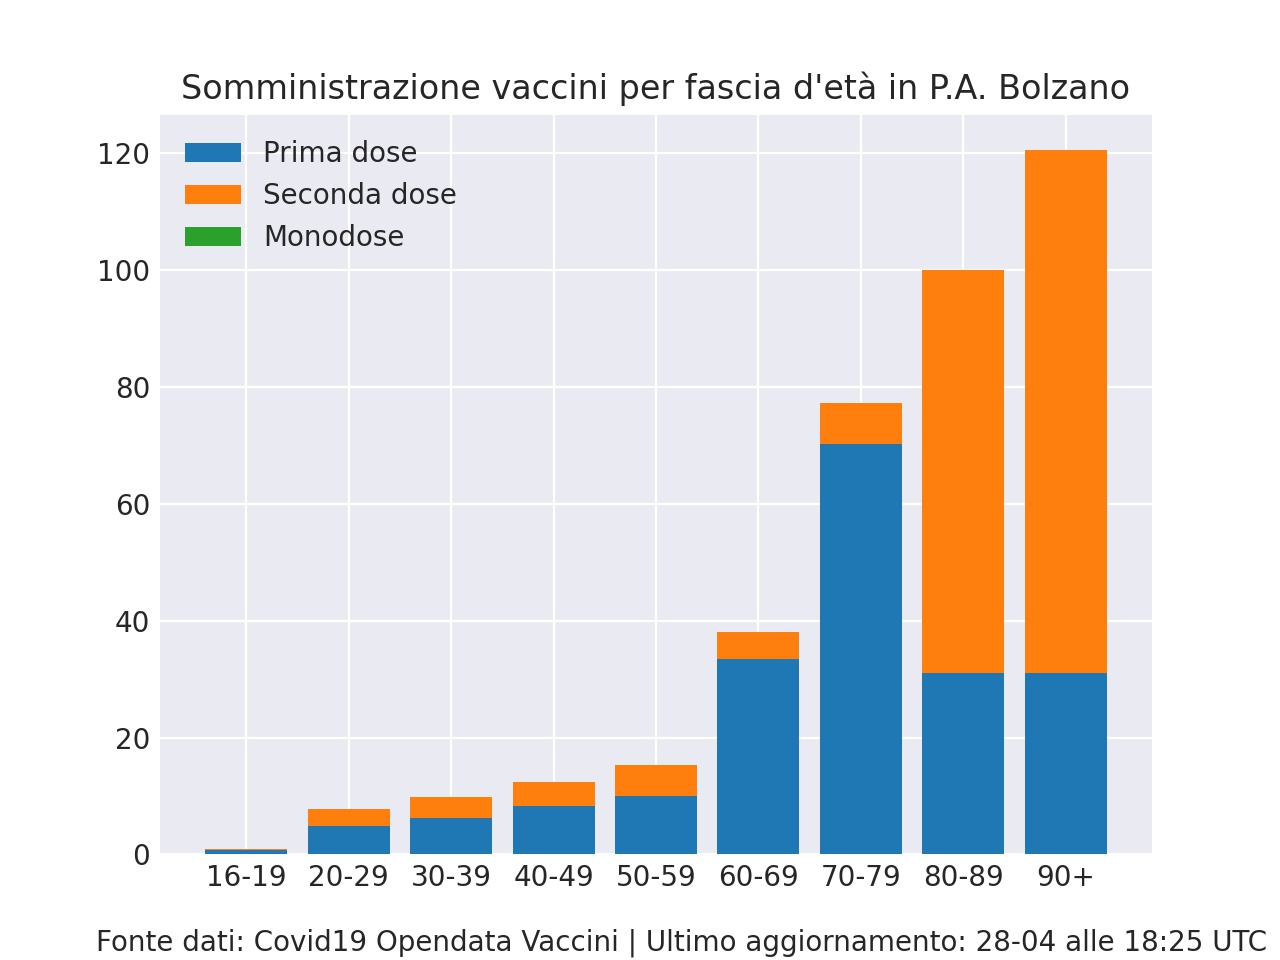 Somministrazione vaccini per fascia d'età in P.A. Bolzano
Prima dose
Seconda dose
Monodose
120
100
80
60
40
20
0
16-19 20-29 30-39 40-49 50-59 60-69 70-79 80-89 90+
Fonte dati: Covid19 Opendata Vaccini | Ultimo aggiornamento: 28-04 alle 18:25 UTC